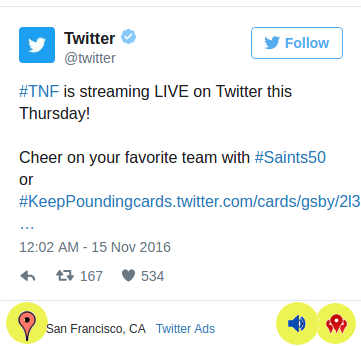 Twitter
@twitter
Follow
#TNF is streaming LIVE on Twitter this
Thursday!
Cheer on your favorite team with #Saints50
or
#KeepPoundingcards.twitter.com/cards/gsby/2l3
…
12:02 AM - 15 Nov 2016
167
534
San Francisco, CA Twitter Ads